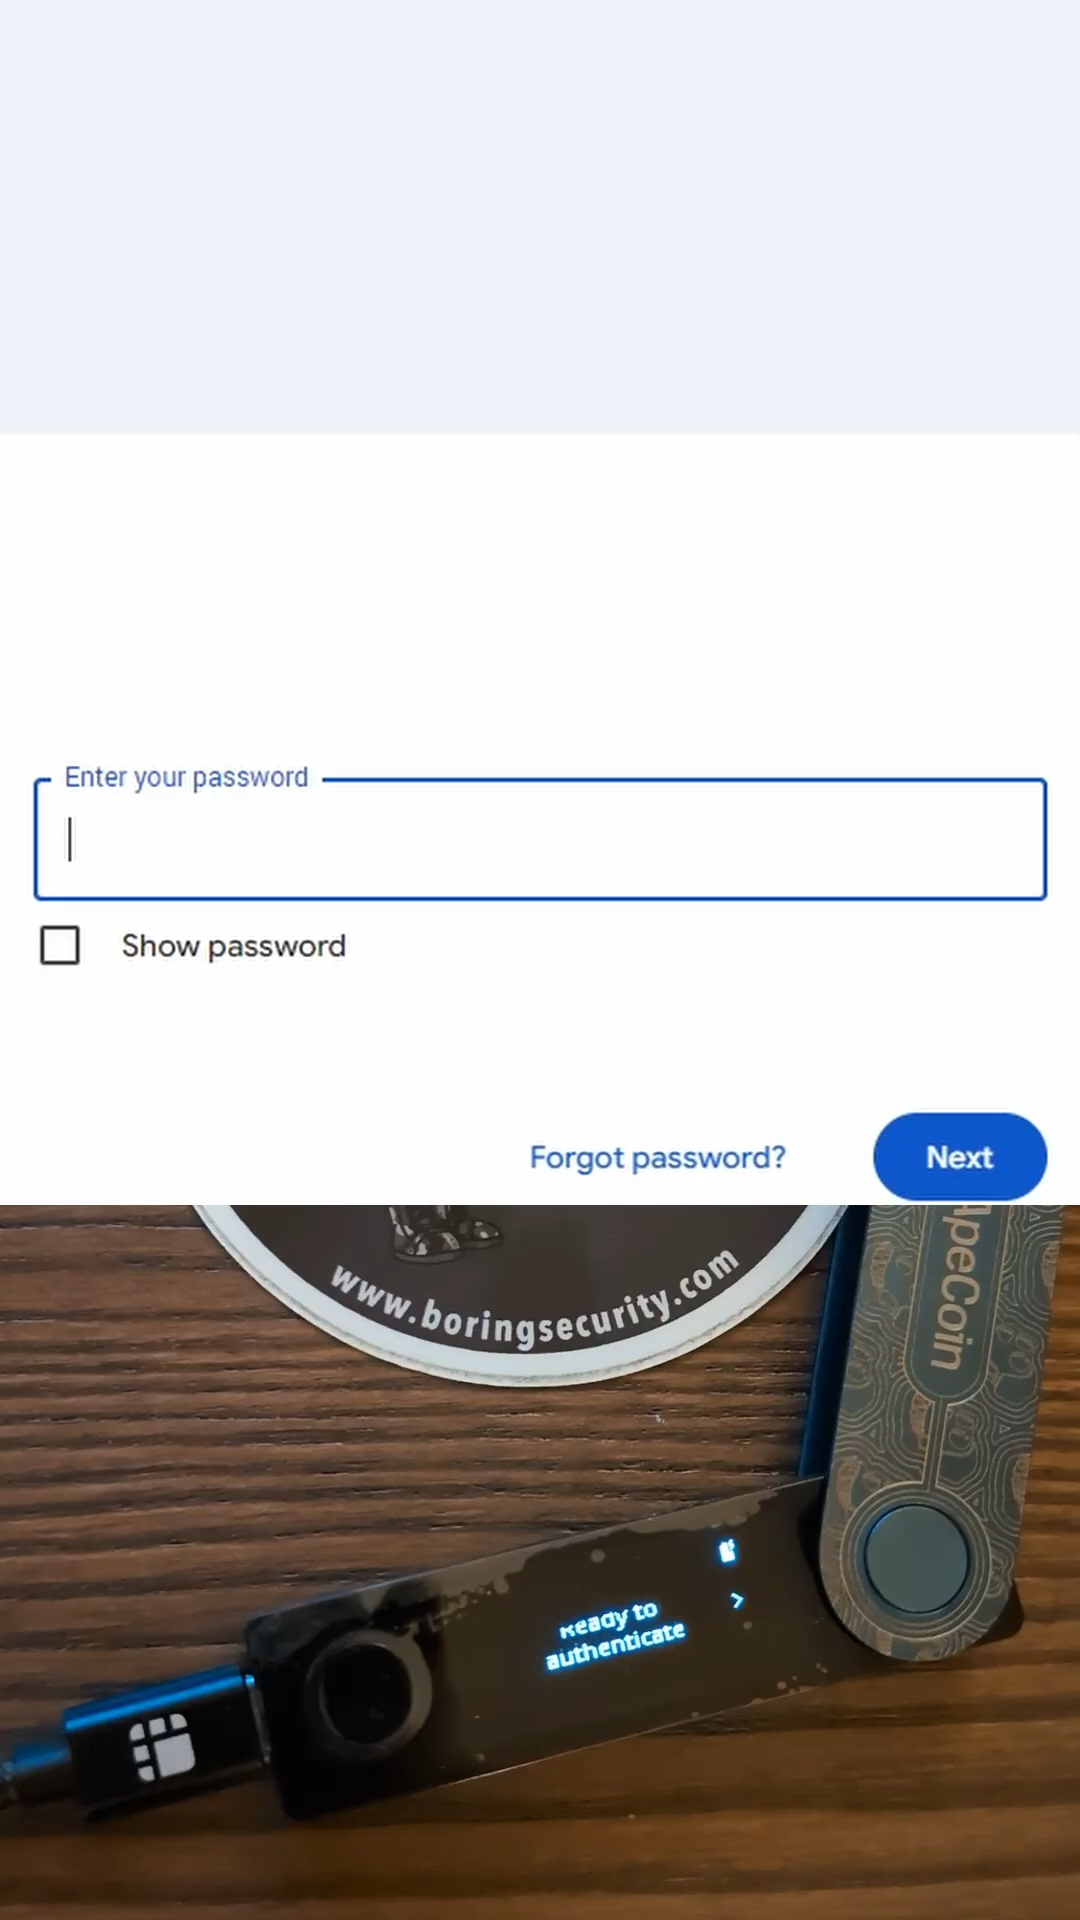 Enter your password
Show password
Forgot password?
Next
www.boringsecurity.com
ApeCoin
Ready to
authenticate